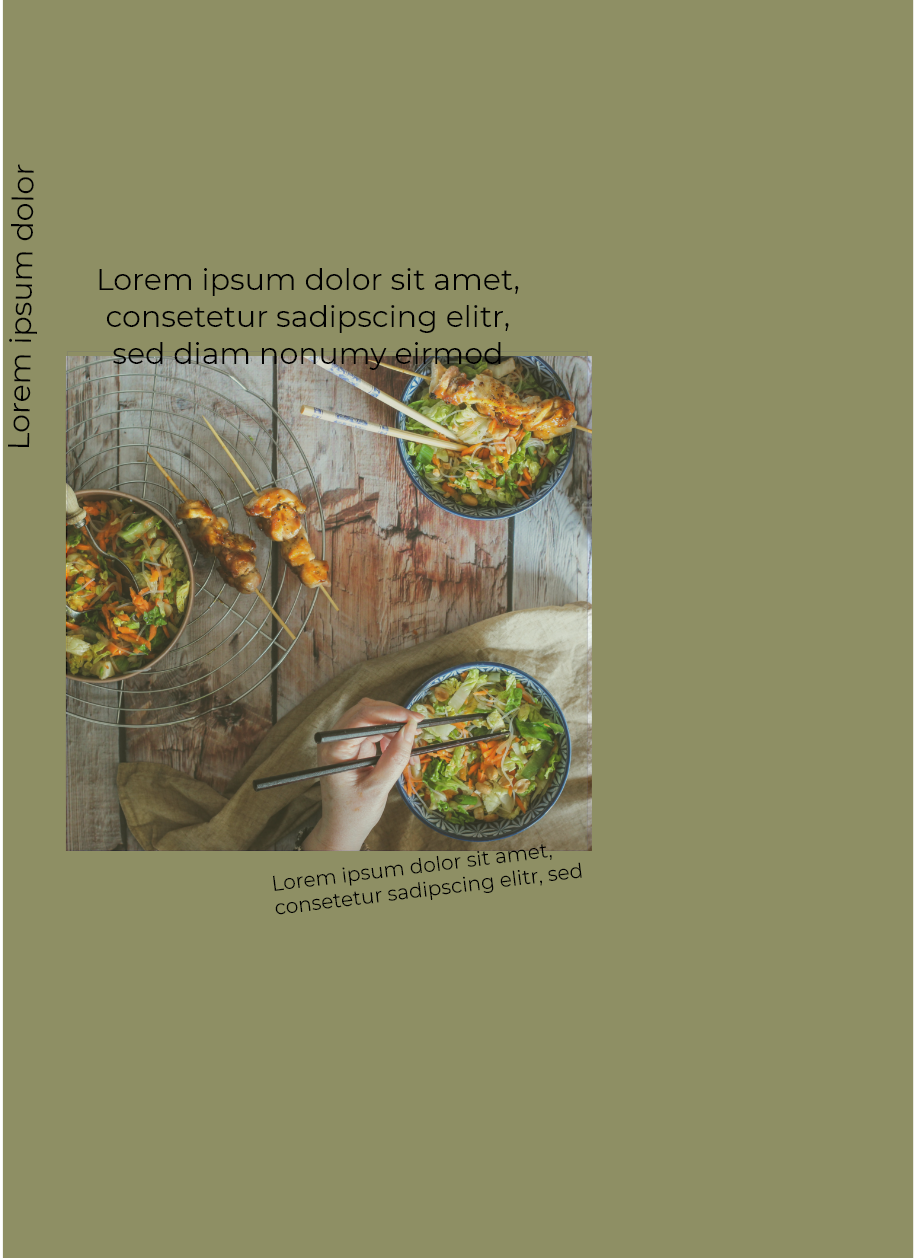 Lorem ipsum dolor
Lorem ipsum dolor sit amet,
consetetur sadipscing elitr,
sed diam nonumy eirmod
Lorem ipsum dolor sit amet,
consetetur sadipscing elitr, sed